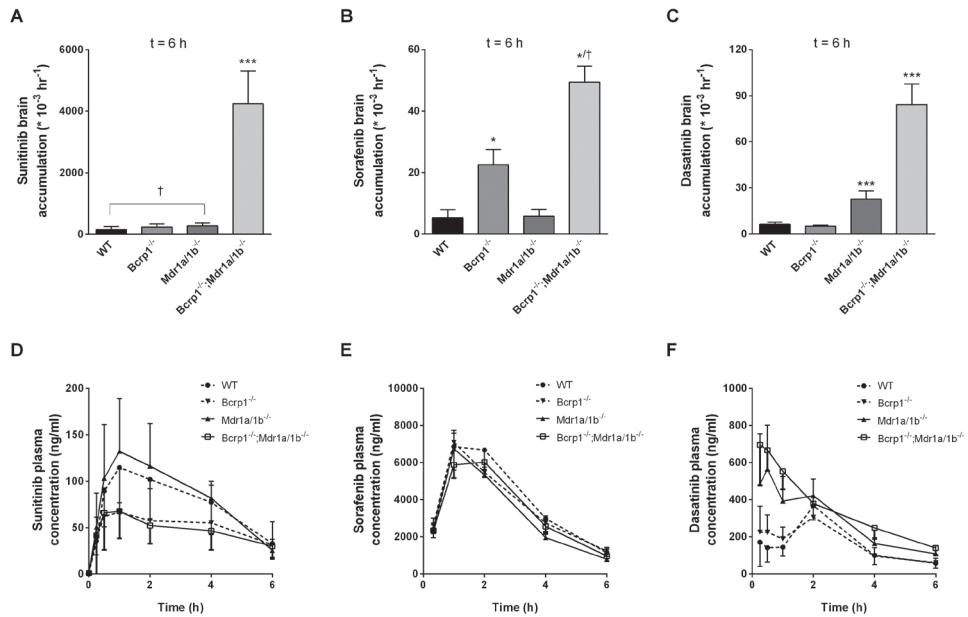 A
t = 6 h
Sunitinib brain
accumulation (* 10⁻³ hr⁻¹)
6000
4000
2000
0
***
†
WT
Bcrp1⁻/⁻
Mdr1a/1b⁻/⁻
Bcrp1⁻/⁻;Mdr1a/1b⁻/⁻
B
t = 6 h
Sorafenib brain
accumulation (* 10⁻³ hr⁻¹)
60
40
20
0
*
*/†
WT
Bcrp1⁻/⁻
Mdr1a/1b⁻/⁻
Bcrp1⁻/⁻;Mdr1a/1b⁻/⁻
C
t = 6 h
Dasatinib brain
accumulation (* 10⁻³ hr⁻¹)
120
90
60
30
0
***
***
WT
Bcrp1⁻/⁻
Mdr1a/1b⁻/⁻
Bcrp1⁻/⁻;Mdr1a/1b⁻/⁻
D
Sunitinib plasma
concentration (ng/ml)
200
150
100
50
0
0
2
4
6
Time (h)
WT
Bcrp1⁻/⁻
Mdr1a/1b⁻/⁻
Bcrp1⁻/⁻;Mdr1a/1b⁻/⁻
E
Sorafenib plasma
concentration (ng/ml)
10000
8000
6000
4000
2000
0
0
2
4
6
Time (h)
WT
Bcrp1⁻/⁻
Mdr1a/1b⁻/⁻
Bcrp1⁻/⁻;Mdr1a/1b⁻/⁻
F
Dasatinib plasma
concentration (ng/ml)
1000
800
600
400
200
0
0
2
4
6
Time (h)
WT
Bcrp1⁻/⁻
Mdr1a/1b⁻/⁻
Bcrp1⁻/⁻;Mdr1a/1b⁻/⁻